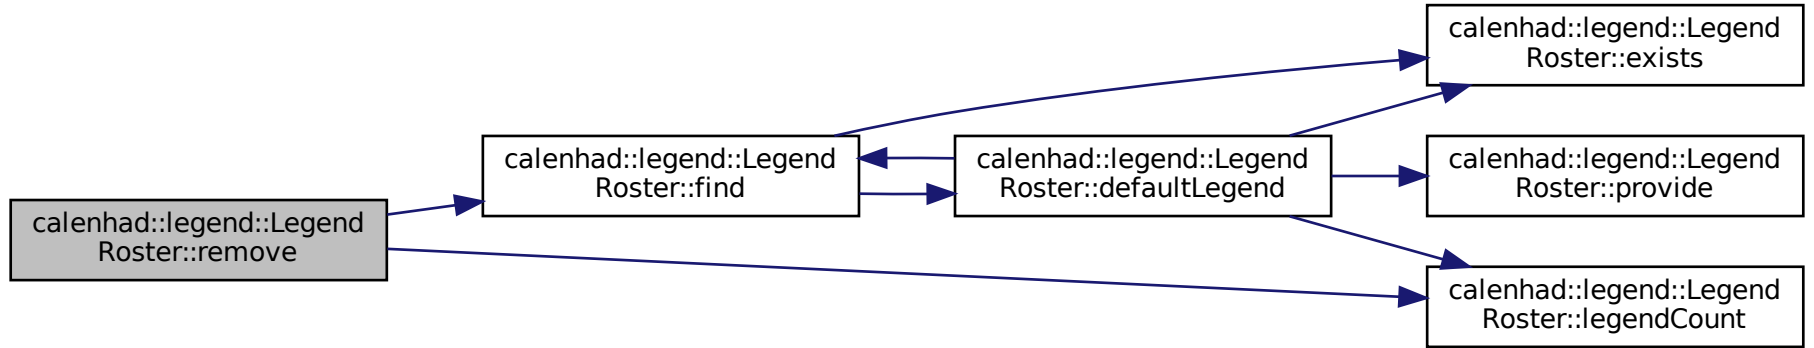 calenhad::legend::Legend
Roster::remove
calenhad::legend::Legend
Roster::find
calenhad::legend::Legend
Roster::defaultLegend
calenhad::legend::Legend
Roster::exists
calenhad::legend::Legend
Roster::provide
calenhad::legend::Legend
Roster::legendCount